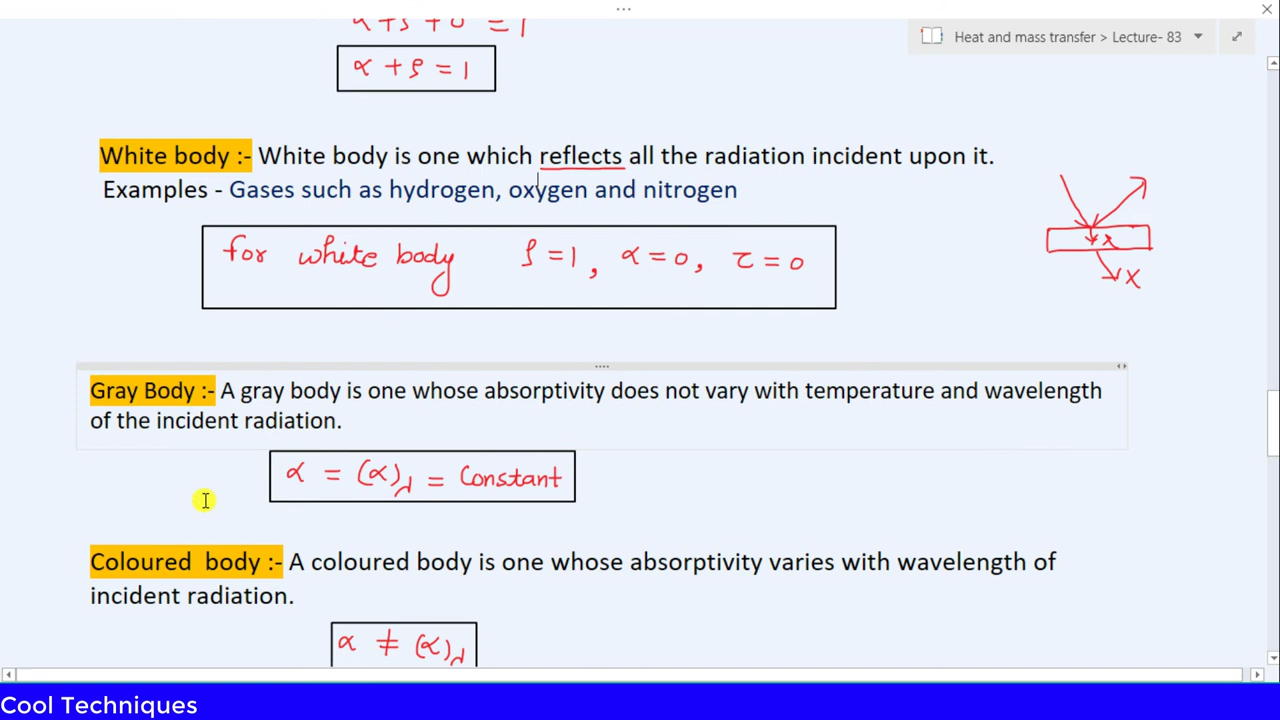 Heat and mass transfer > Lecture- 83
α + ρ + 0 = 1
α + ρ = 1
White body :- White body is one which reflects all the radiation incident upon it.
Examples - Gases such as hydrogen, oxygen and nitrogen
for white body ρ = 1, α = 0, τ = 0
x
x
Gray Body :- A gray body is one whose absorptivity does not vary with temperature and wavelength
of the incident radiation.
α = (α)λ = Constant
Coloured body :- A coloured body is one whose absorptivity varies with wavelength of
incident radiation.
α ≠ (α)λ
Cool Techniques